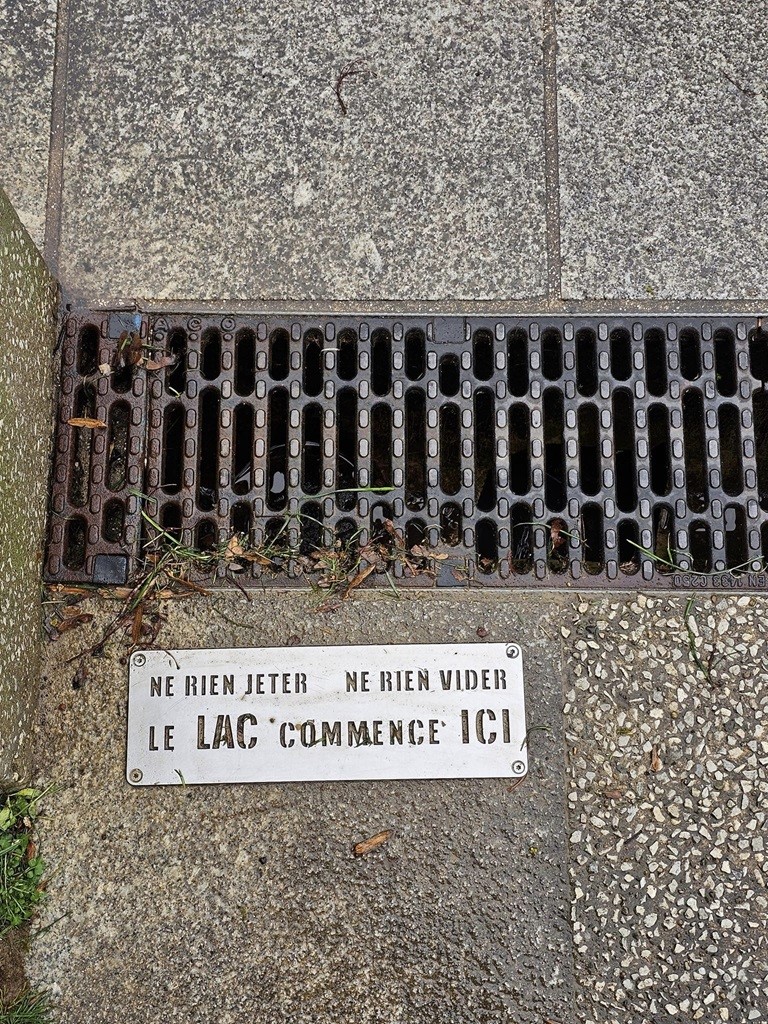 NE RIEN JETER NE RIEN VIDER
LE LAC COMMENCE ICI